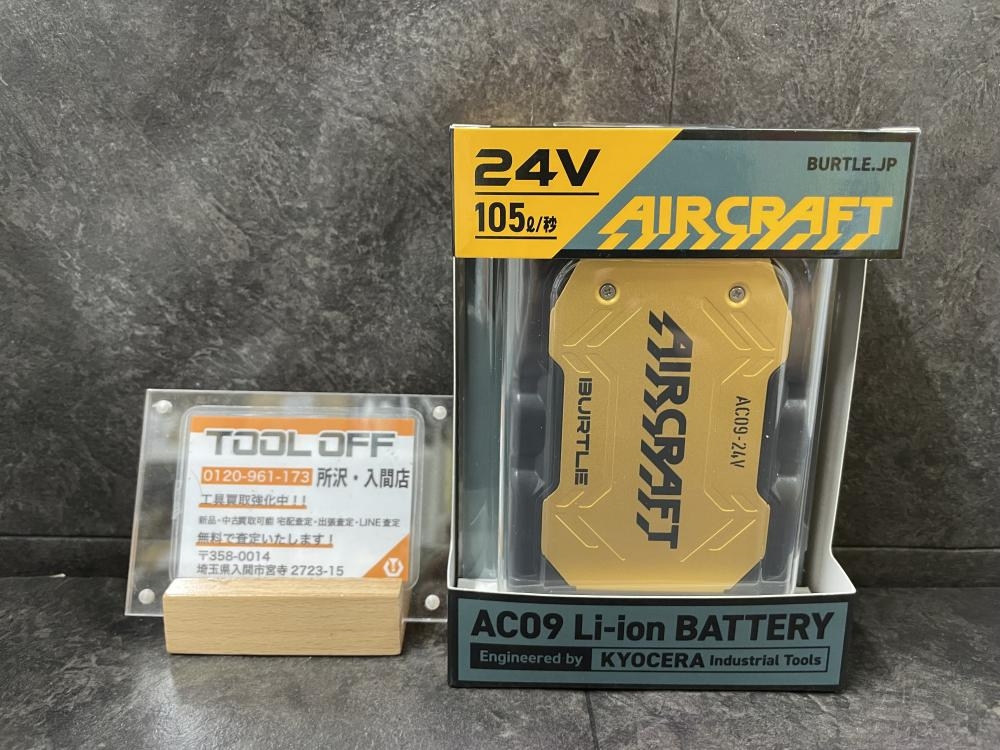 TOOL OFF
0120-961-173 所沢・入間店
工具買取強化中！！
新品・中古買取可能 宅配査定・出張査定・LINE査定
無料で査定いたします！
〒358-0014
埼玉県入間市宮寺 2723-15
24V
105ℓ/秒
BURTLE.JP
AIRCRAFT
AIRCRAFT
BURTLE
AC09-24V
AC09 Li-ion BATTERY
Engineered by KYOCERA Industrial Tools